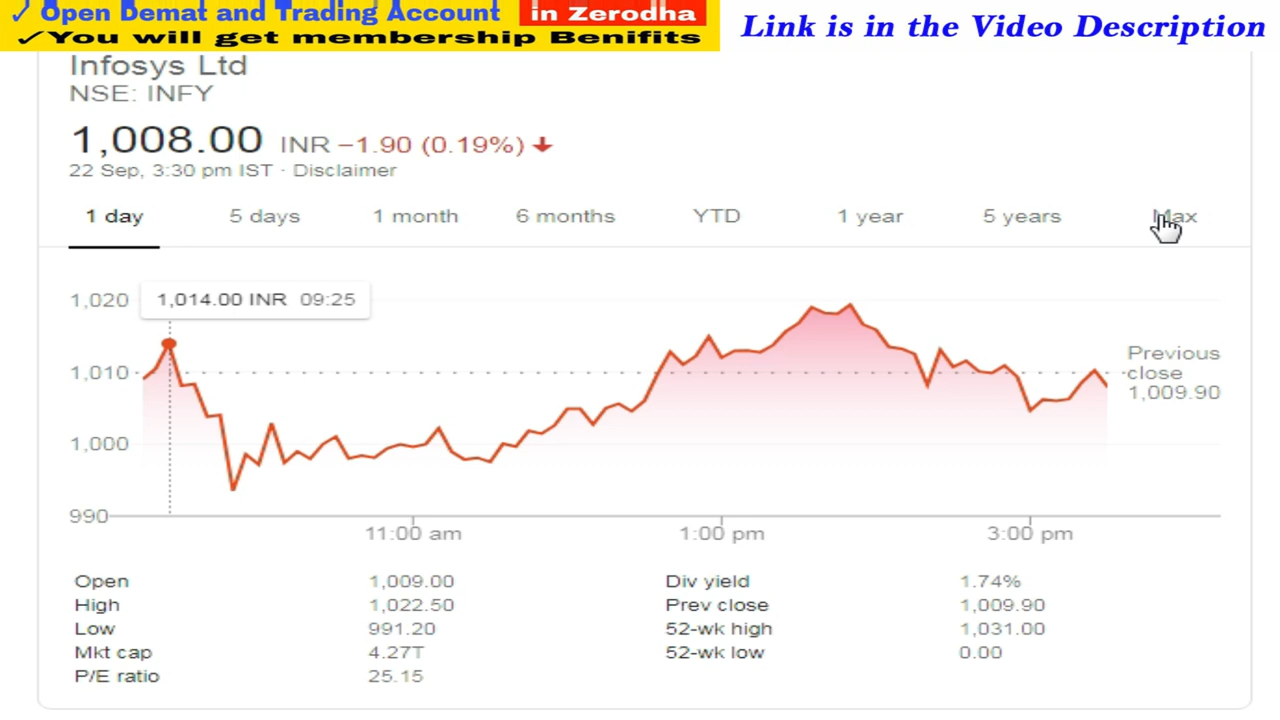 ✓ Open Demat and Trading Account in Zerodha
✓You will get membership Benifits
Link is in the Video Description
Infosys Ltd
NSE: INFY
1,008.00 INR −1.90 (0.19%) ↓
22 Sep, 3:30 pm IST · Disclaimer
1 day 5 days 1 month 6 months YTD 1 year 5 years Max
1,014.00 INR 09:25
1,020
1,010
1,000
990
Previous
close
1,009.90
11:00 am 1:00 pm 3:00 pm
Open 1,009.00 Div yield 1.74%
High 1,022.50 Prev close 1,009.90
Low 991.20 52-wk high 1,031.00
Mkt cap 4.27T 52-wk low 0.00
P/E ratio 25.15